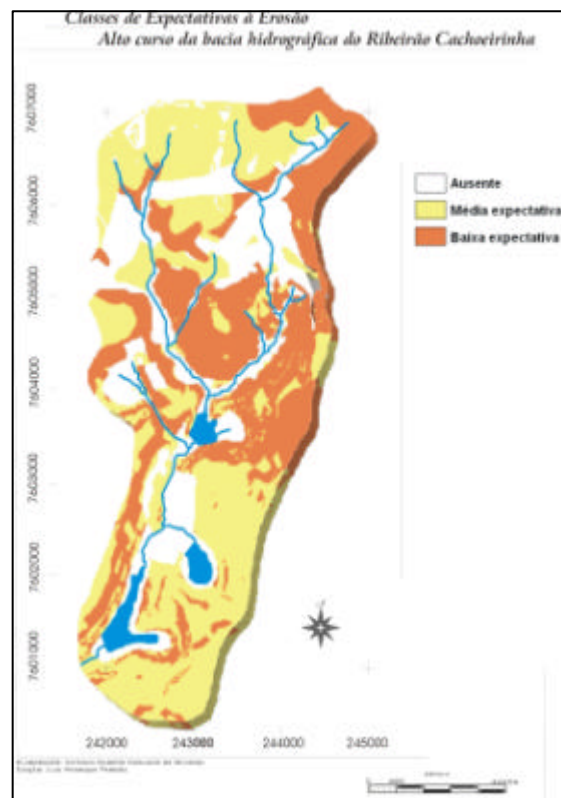 Classes de Expectativas à Erosão
Alto curso da bacia hidrográfica do Ribeirão Cachoeirinha
7607000
7606000
7605000
7604000
7603000
7602000
7601000
Ausente
Média expectativa
Baixa expectativa
242000
243000
244000
245000